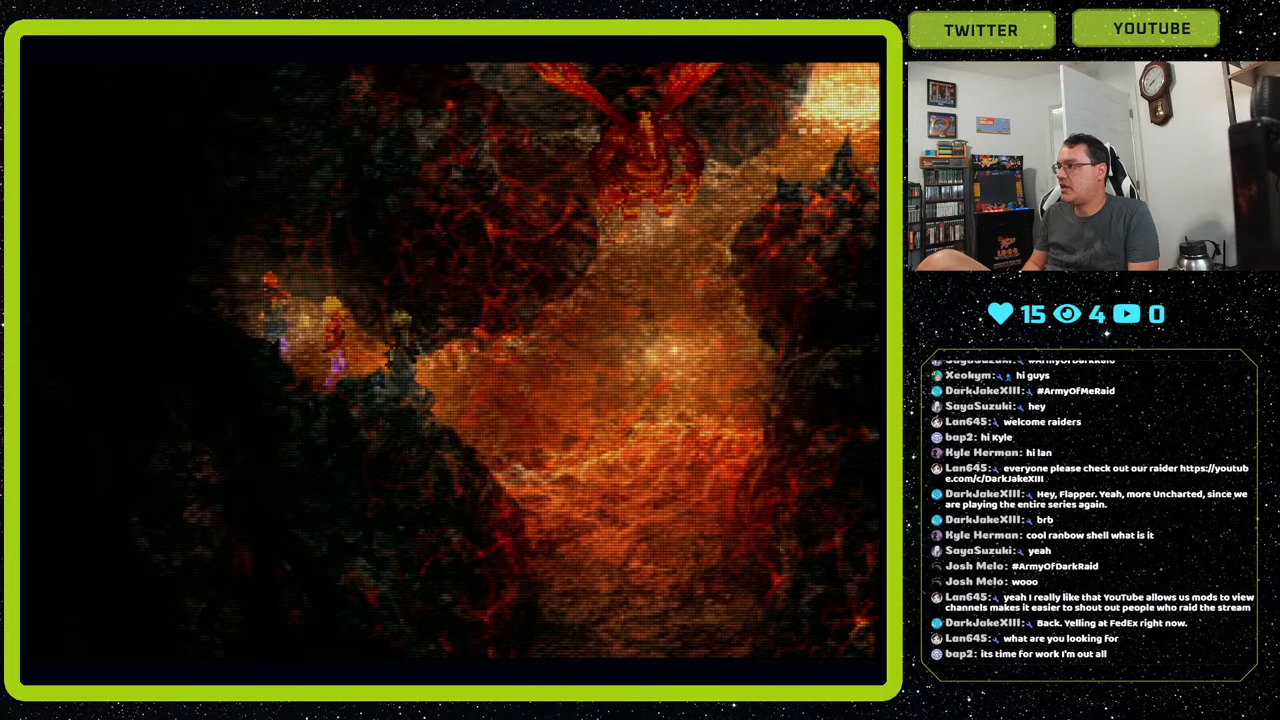 TWITTER
YOUTUBE
15 4 0
SayaSuzuki: #ArmyOfDarkRaid
Xeokym: hi guys
DarkJakeXIII: #ArmyOfMeRaid
SayaSuzuki: hey
Lan645: welcome raiders
bap2: hi Kyle
Kyle Herman: hi lan
Lan645: everyone please check out our raider https://youtub
e.com/c/DarkJakeXIII
DarkJakeXIII: Hey, Flapper. Yeah, more Uncharted, since we
are playing the entire series again.
DarkJakeXIII: brb
Kyle Herman: cool ranbow shell what is it
SayaSuzuki: yeah
Josh Melo: #ArmyOfDarkRaid
Josh Melo: wooo
Lan645: yeah I really like that YouTube allows us mods to view
channels makes it easier to shout out people who raid the stream
DarkJakeXIII: Back. Yelling at FedEx right now.
Lan645: what are you looking for
bap2: its time for work I'm out all